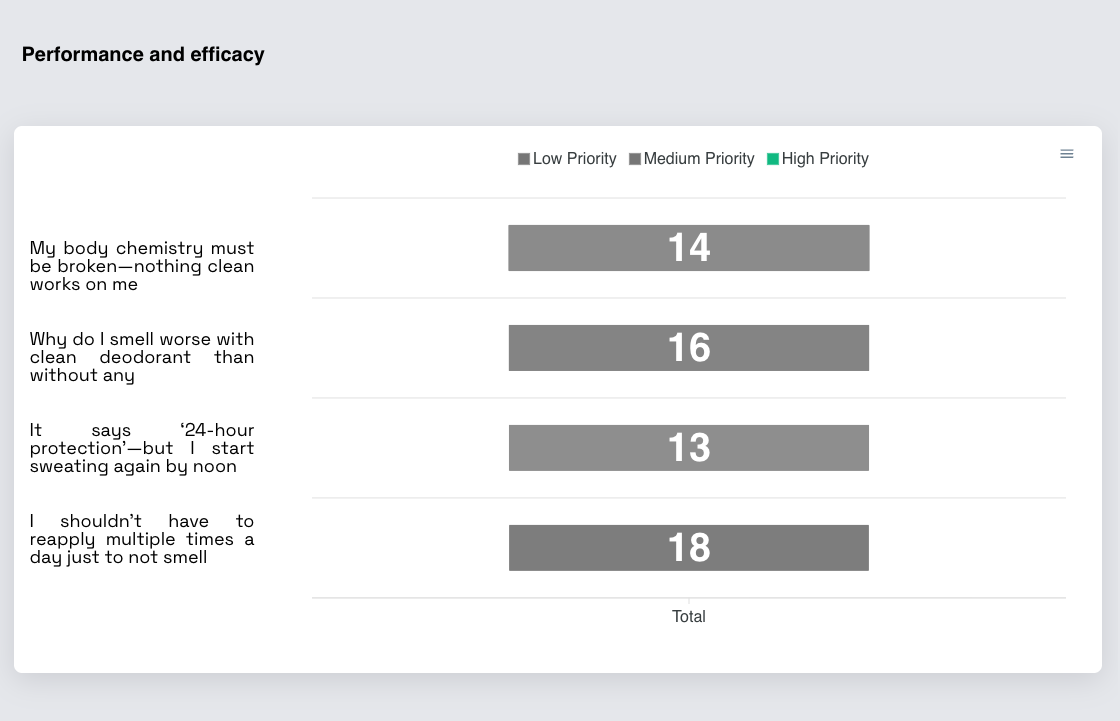 Performance and efficacy
Low Priority
Medium Priority
High Priority
My body chemistry must
be broken—nothing clean
works on me
14
Why do I smell worse with
clean deodorant than
without any
16
It says ‘24-hour
protection’—but I start
sweating again by noon
13
I shouldn’t have to
reapply multiple times a
day just to not smell
18
Total